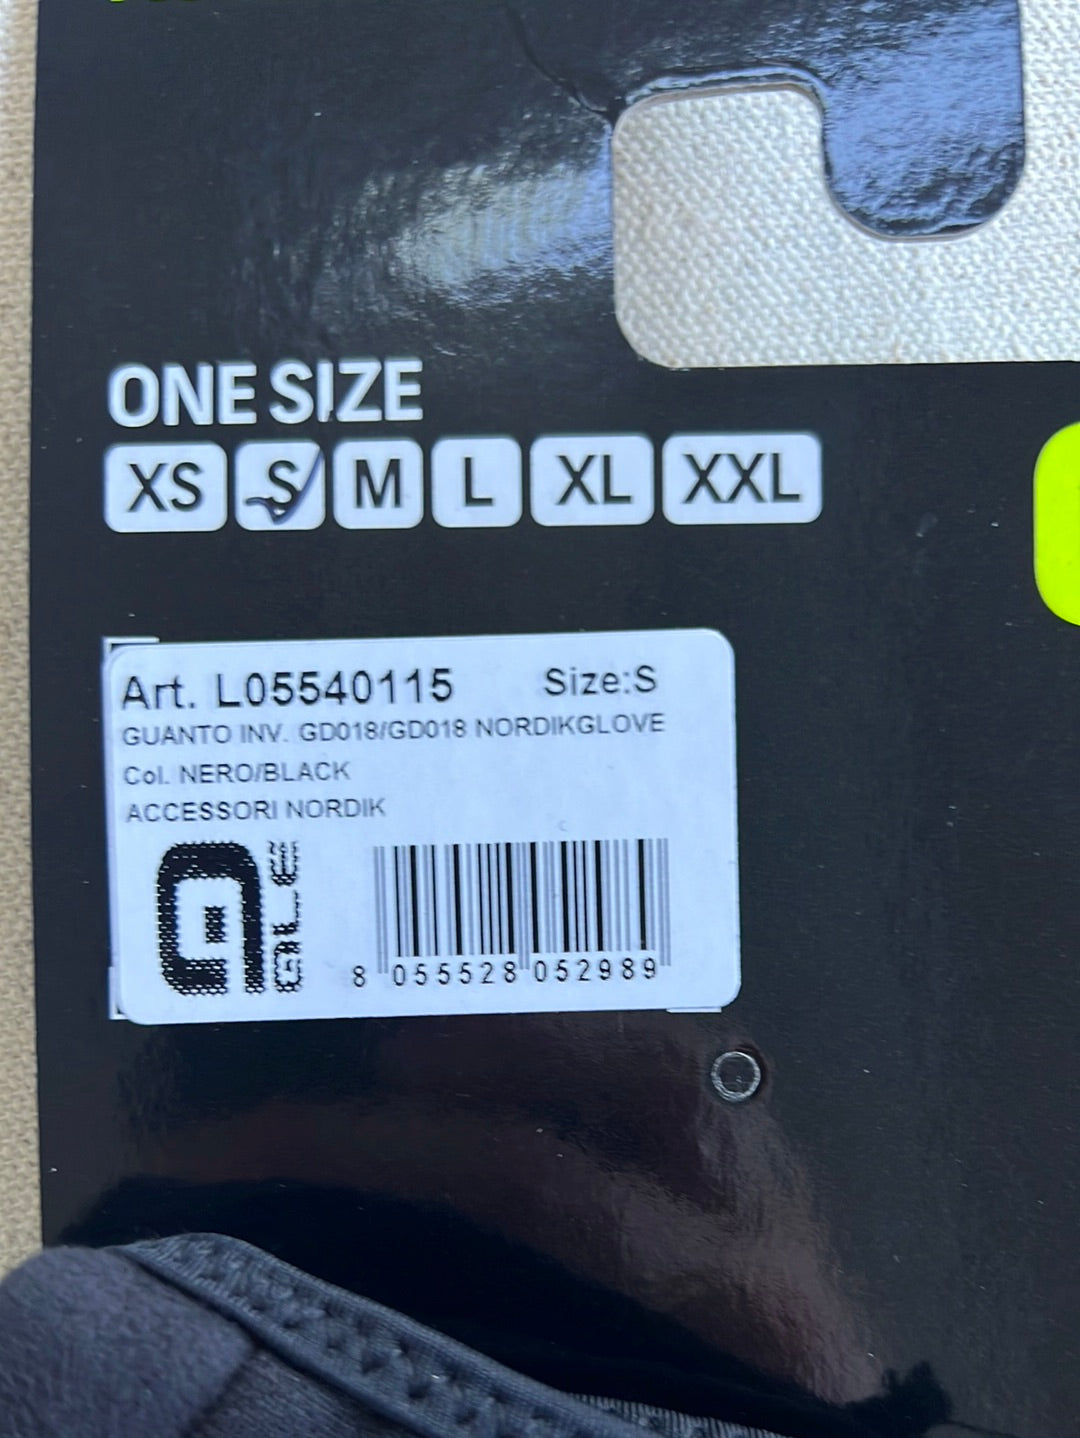 ONE SIZE
XS S M L XL XXL
Art. L05540115 Size:S
GUANTO INV. GD018/GD018 NORDIKGLOVE
Col. NERO/BLACK
ACCESSORI NORDIK
ALÉ
8 055528 052989